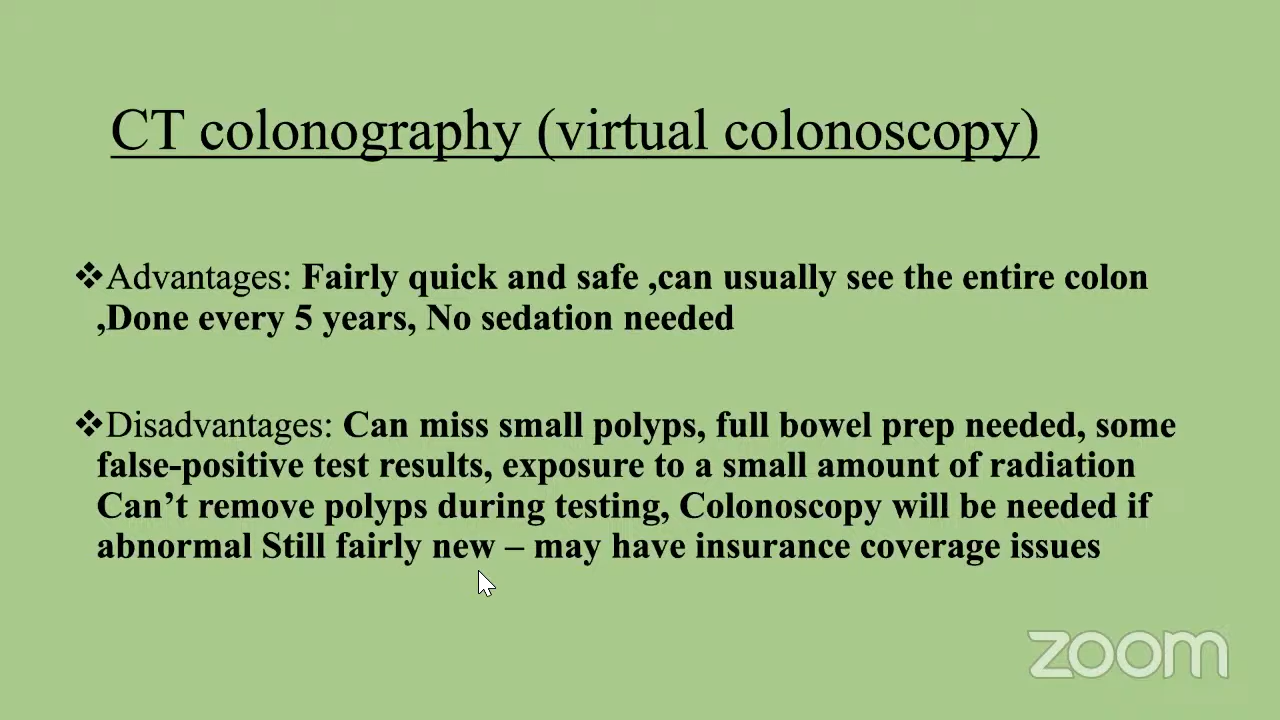 CT colonography (virtual colonoscopy)
❖Advantages: Fairly quick and safe ,can usually see the entire colon
,Done every 5 years, No sedation needed
❖Disadvantages: Can miss small polyps, full bowel prep needed, some
false-positive test results, exposure to a small amount of radiation
Can’t remove polyps during testing, Colonoscopy will be needed if
abnormal Still fairly new – may have insurance coverage issues
zoom